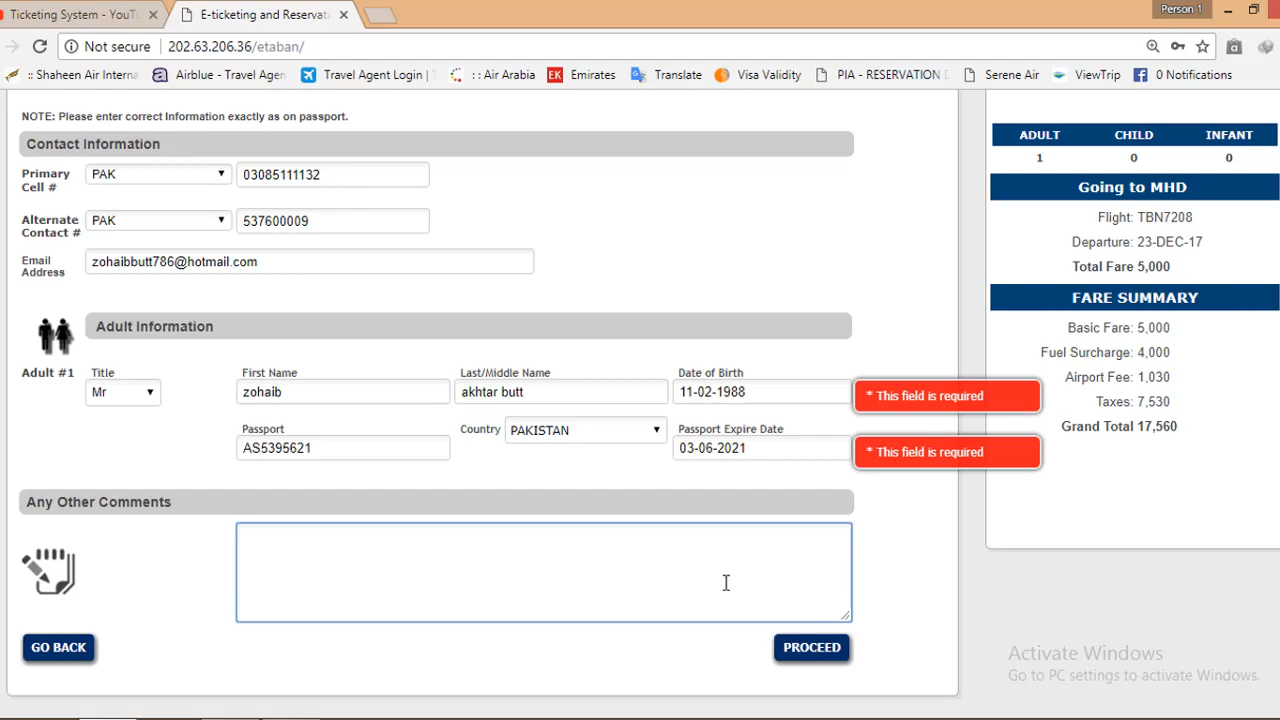 Ticketing System - YouTu
E-ticketing and Reservat
Person 1
Not secure 202.63.206.36/etaban/
:: Shaheen Air Interna
Airblue - Travel Agen
Travel Agent Login |
:: Air Arabia
EK Emirates
Translate
Visa Validity
PIA - RESERVATION
Serene Air
ViewTrip
0 Notifications
NOTE: Please enter correct Information exactly as on passport.
Contact Information
Primary
Cell #
PAK
03085111132
Alternate
Contact #
PAK
537600009
Email
Address
zohaibbutt786@hotmail.com
Adult Information
Adult #1
Title
First Name
Last/Middle Name
Date of Birth
Mr
zohaib
akhtar butt
11-02-1988
* This field is required
Passport
Country
PAKISTAN
Passport Expire Date
AS5395621
03-06-2021
* This field is required
Any Other Comments
GO BACK
PROCEED
ADULT CHILD INFANT
1 0 0
Going to MHD
Flight: TBN7208
Departure: 23-DEC-17
Total Fare 5,000
FARE SUMMARY
Basic Fare: 5,000
Fuel Surcharge: 4,000
Airport Fee: 1,030
Taxes: 7,530
Grand Total 17,560
Activate Windows
Go to PC settings to activate Windows.